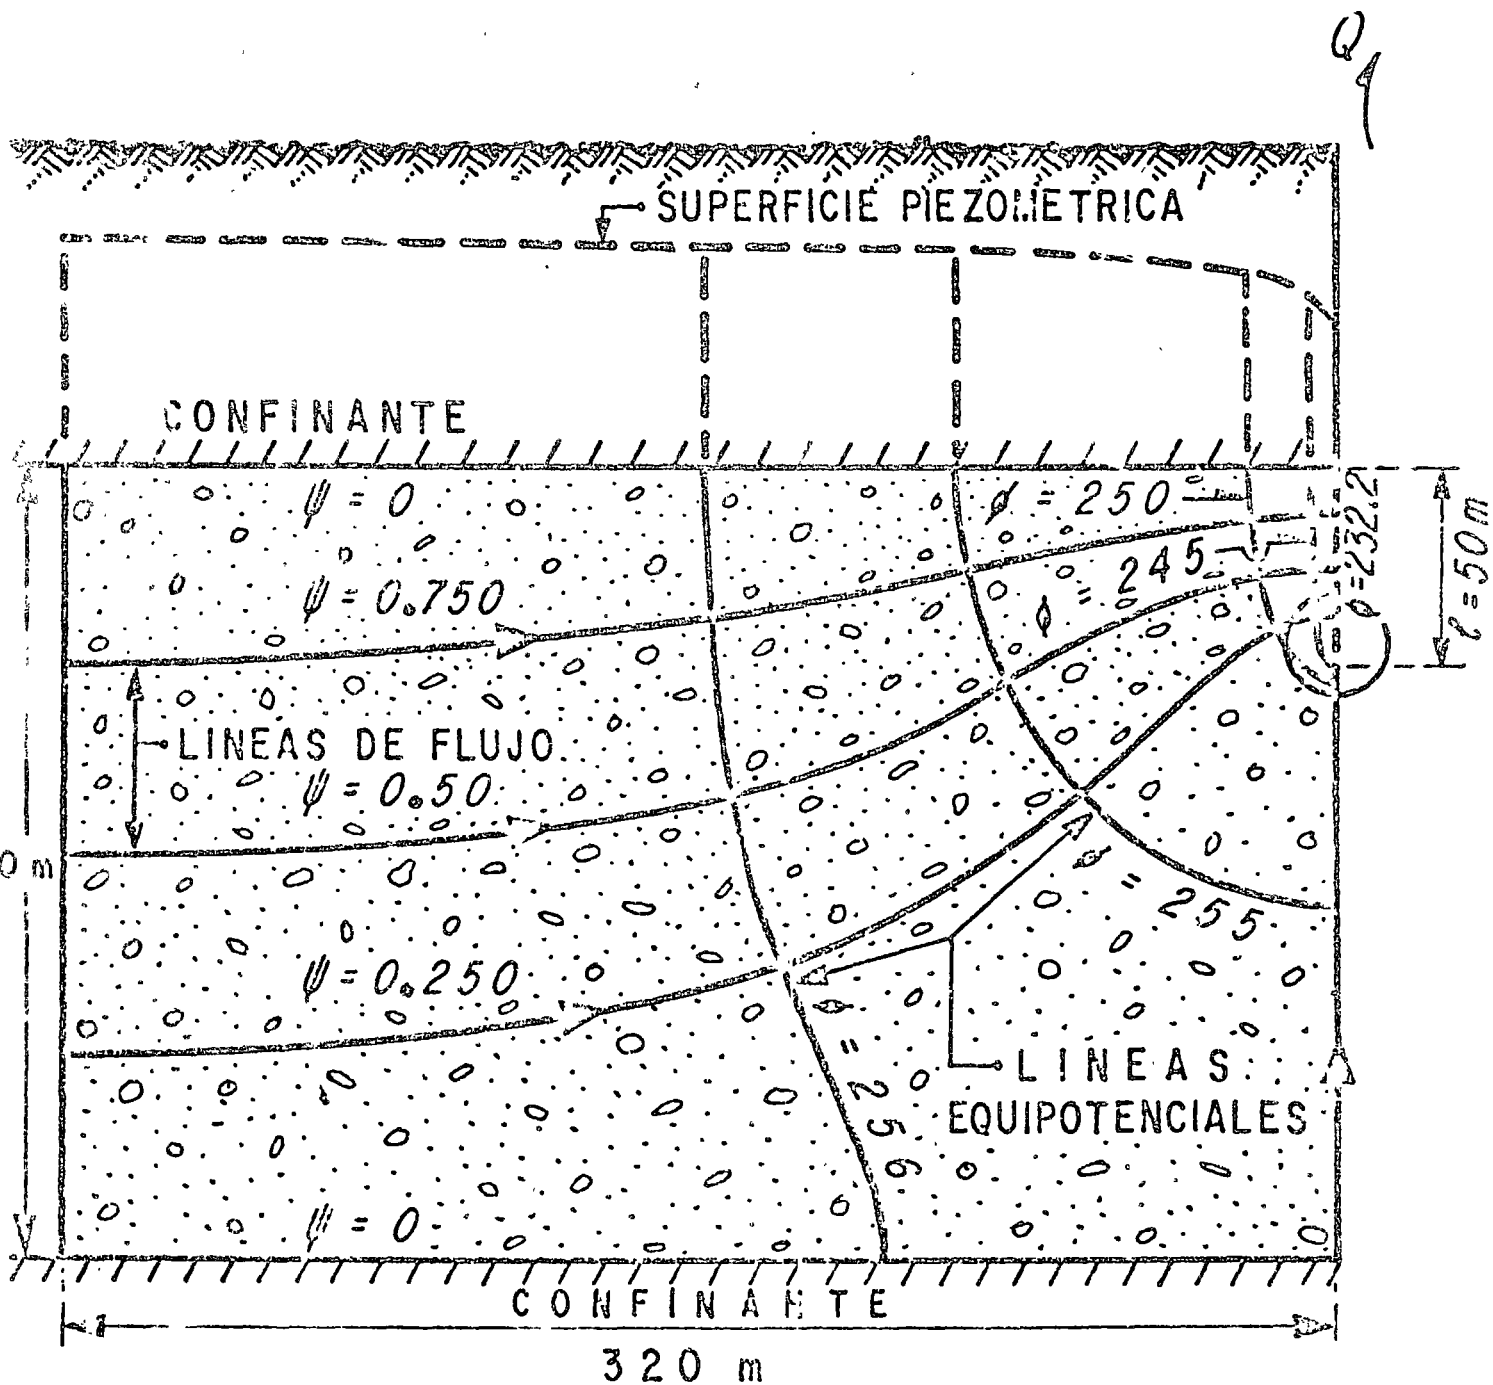 Q
SUPERFICIE PIEZOMETRICA
CONFINANTE
ψ = 0
ϕ = 250
ϕ = 232.2
ℓ = 50 m
ψ = 0.750
ϕ = 245
LINEAS DE FLUJO
ψ = 0.50
0 m
ϕ = 255
ψ = 0.250
ϕ = 256
LINEAS
EQUIPOTENCIALES
ψ = 0
CONFINANTE
320 m